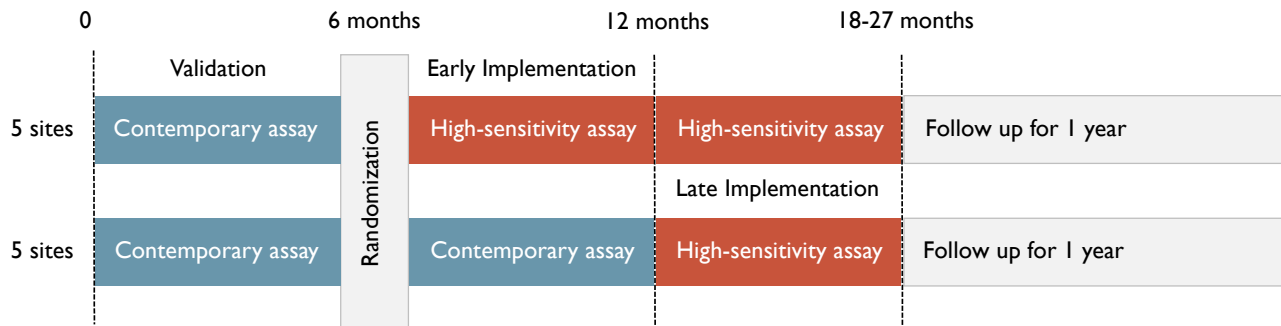 0 6 months 12 months 18-27 months
Validation Early Implementation
5 sites Contemporary assay High-sensitivity assay High-sensitivity assay Follow up for 1 year
Randomization
Late Implementation
5 sites Contemporary assay Contemporary assay High-sensitivity assay Follow up for 1 year